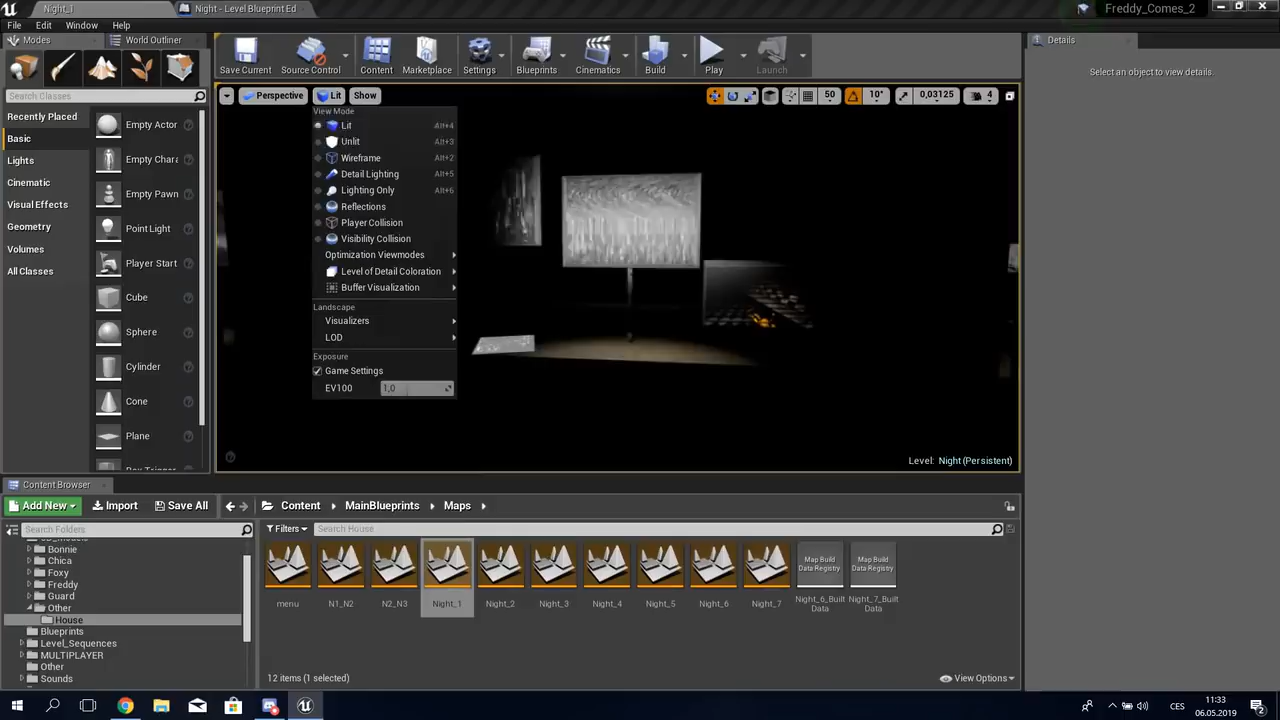 Night_1
Night - Level Blueprint Ed
Freddy_Comes_2
File
Edit
Window
Help
Modes
World Outliner
Details
Save Current
Source Control
Content
Marketplace
Settings
Blueprints
Cinematics
Build
Play
Launch
Select an object to view details.
Search Classes
Perspective
Lit
Show
50
10°
0,03125
4
Recently Placed
Basic
Lights
Cinematic
Visual Effects
Geometry
Volumes
All Classes
Empty Actor
Empty Chara
Empty Pawn
Point Light
Player Start
Cube
Sphere
Cylinder
Cone
Plane
View Mode
Lit Alt+4
Unlit Alt+3
Wireframe Alt+2
Detail Lighting Alt+5
Lighting Only Alt+6
Reflections
Player Collision
Visibility Collision
Optimization Viewmodes
Level of Detail Coloration
Buffer Visualization
Landscape
Visualizers
LOD
Exposure
Game Settings
EV100 1,0
Level: Night (Persistent)
Content Browser
Add New
Import
Save All
Content
MainBlueprints
Maps
Search Folders
Filters
Search House
Bonnie
Chica
Foxy
Freddy
Guard
Other
House
Blueprints
Level_Sequences
MULTIPLAYER
Other
Sounds
Map Build
Data Registry
Map Build
Data Registry
menu
N1_N2
N2_N3
Night_1
Night_2
Night_3
Night_4
Night_5
Night_6
Night_7
Night_6_Built
Data
Night_7_Built
Data
12 items (1 selected)
View Options
CES
11:33
06.05.2019
2